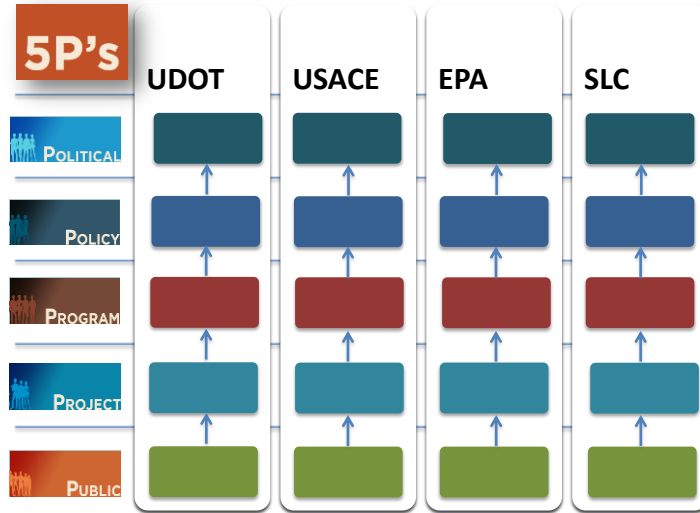 5P's
UDOT USACE EPA SLC
POLITICAL
POLICY
PROGRAM
PROJECT
PUBLIC